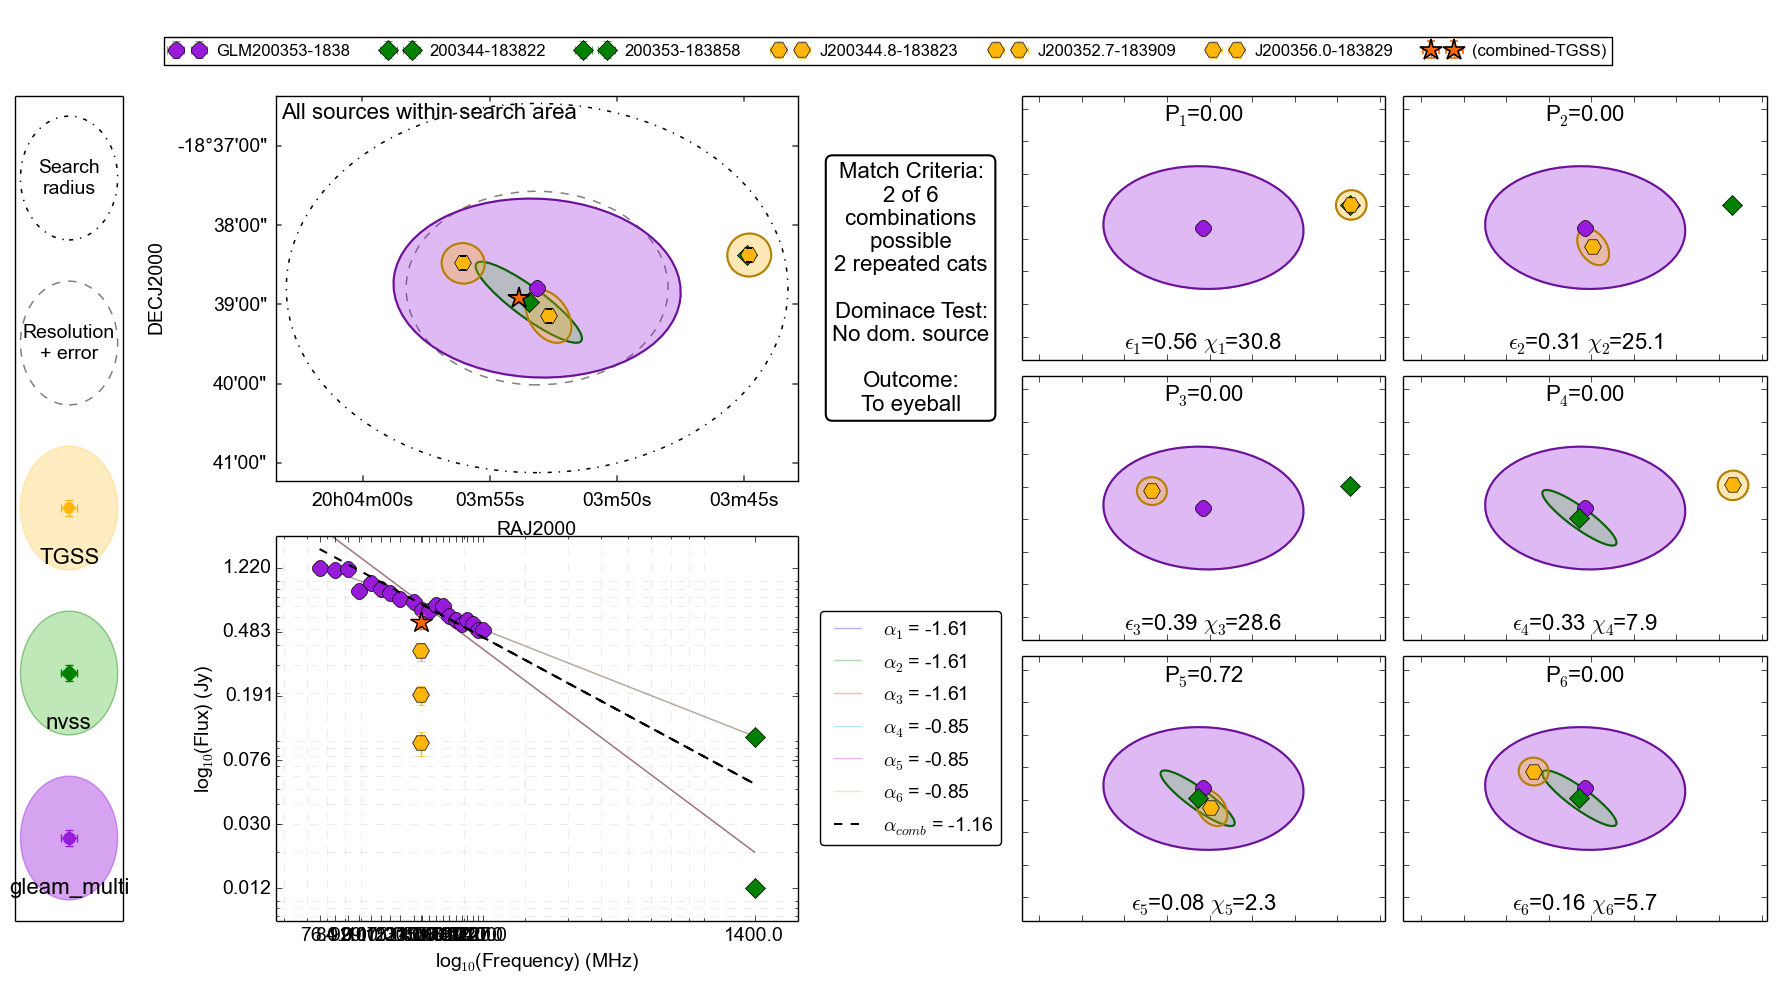 GLM200353-1838 200344-183822 200353-183858 J200344.8-183823 J200352.7-183909 J200356.0-183829 (combined-TGSS)
Search
radius
Resolution
+ error
TGSS
nvss
gleam_multi
All sources within search area
-18°37'00"
38'00"
39'00"
40'00"
41'00"
DECJ2000
20h04m00s 03m55s 03m50s 03m45s
RAJ2000
Match Criteria:
2 of 6
combinations
possible
2 repeated cats
Dominace Test:
No dom. source
Outcome:
To eyeball
1.220
0.483
0.191
0.076
0.030
0.012
log10(Flux) (Jy)
1400.0
log10(Frequency) (MHz)
α1 = -1.61
α2 = -1.61
α3 = -1.61
α4 = -0.85
α5 = -0.85
α6 = -0.85
αcomb = -1.16
P1=0.00
ϵ1=0.56 χ1=30.8
P2=0.00
ϵ2=0.31 χ2=25.1
P3=0.00
ϵ3=0.39 χ3=28.6
P4=0.00
ϵ4=0.33 χ4=7.9
P5=0.72
ϵ5=0.08 χ5=2.3
P6=0.00
ϵ6=0.16 χ6=5.7